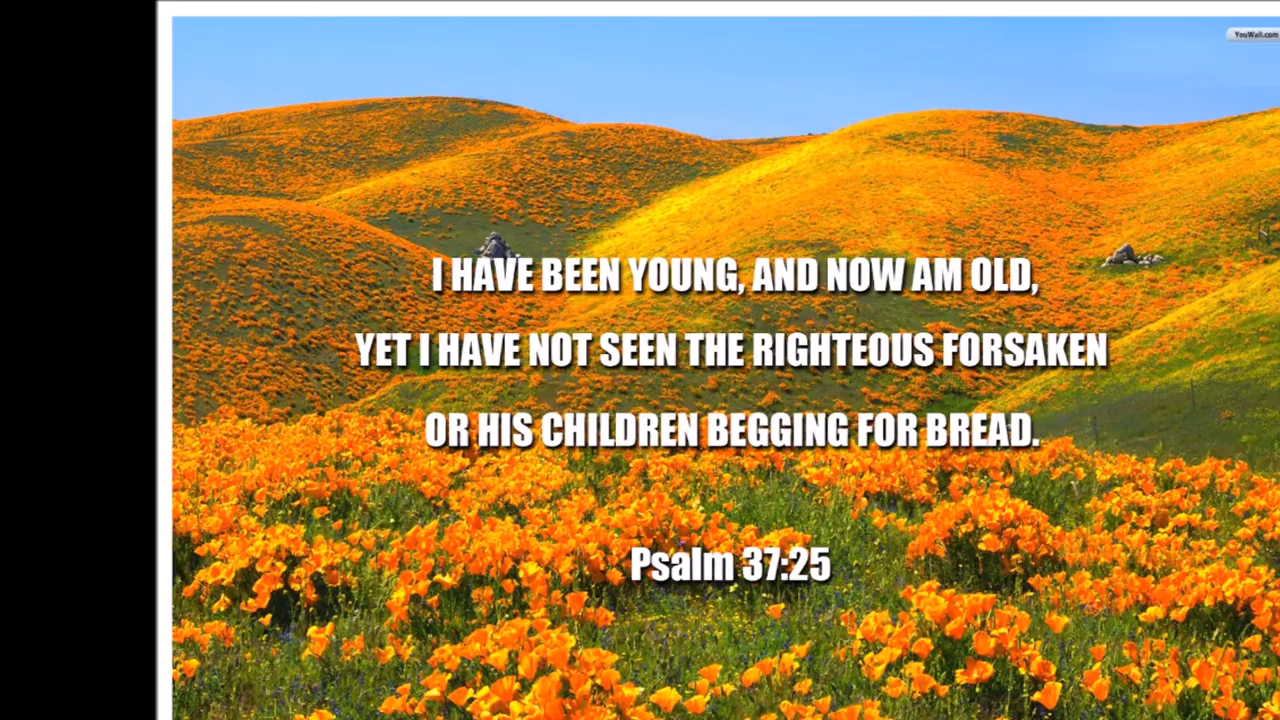 YouWall.com
I HAVE BEEN YOUNG, AND NOW AM OLD,
YET I HAVE NOT SEEN THE RIGHTEOUS FORSAKEN
OR HIS CHILDREN BEGGING FOR BREAD.
Psalm 37:25